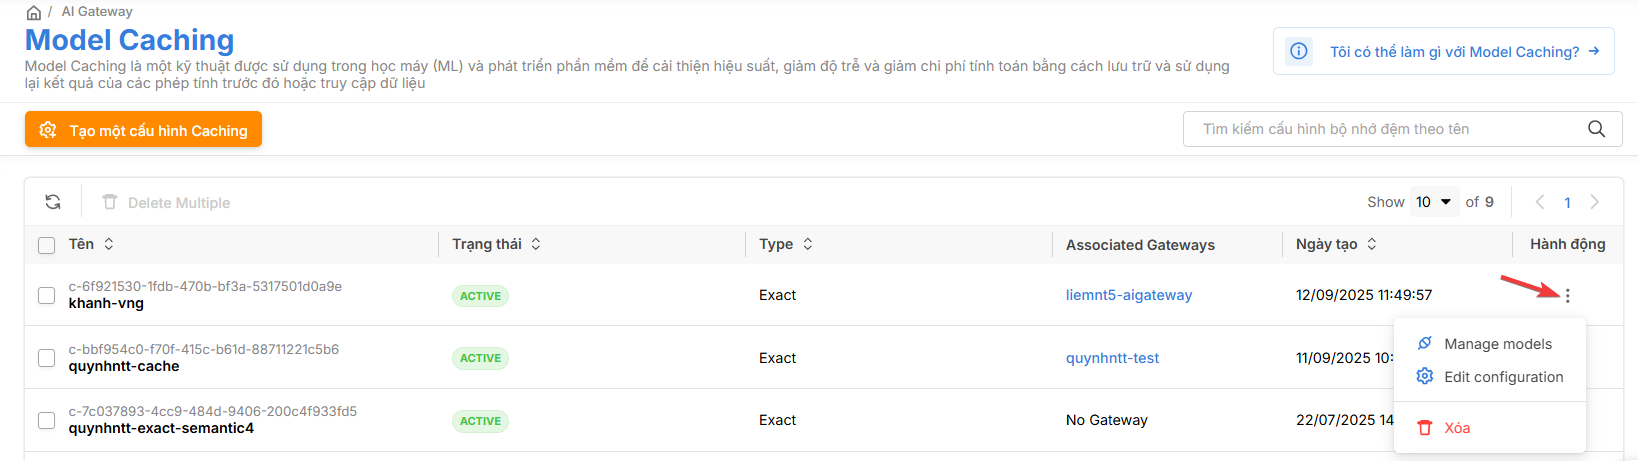 / AI Gateway
Model Caching
Model Caching là một kỹ thuật được sử dụng trong học máy (ML) và phát triển phần mềm để cải thiện hiệu suất, giảm độ trễ và giảm chi phí tính toán bằng cách lưu trữ và sử dụng
lại kết quả của các phép tính trước đó hoặc truy cập dữ liệu
Tôi có thể làm gì với Model Caching?
Tạo một cấu hình Caching
Tìm kiếm cấu hình bộ nhớ đệm theo tên
Delete Multiple
Show 10 of 9
1
Tên Trạng thái Type Associated Gateways Ngày tạo Hành động
c-6f921530-1fdb-470b-bf3a-5317501d0a9e
khanh-vng
ACTIVE Exact liemnt5-aigateway 12/09/2025 11:49:57
c-bbf954c0-f70f-415c-b61d-88711221c5b6
quynhntt-cache
ACTIVE Exact quynhntt-test 11/09/2025 10:
c-7c037893-4cc9-484d-9406-200c4f933fd5
quynhntt-exact-semantic4
ACTIVE Exact No Gateway 22/07/2025 14
Manage models
Edit configuration
Xóa